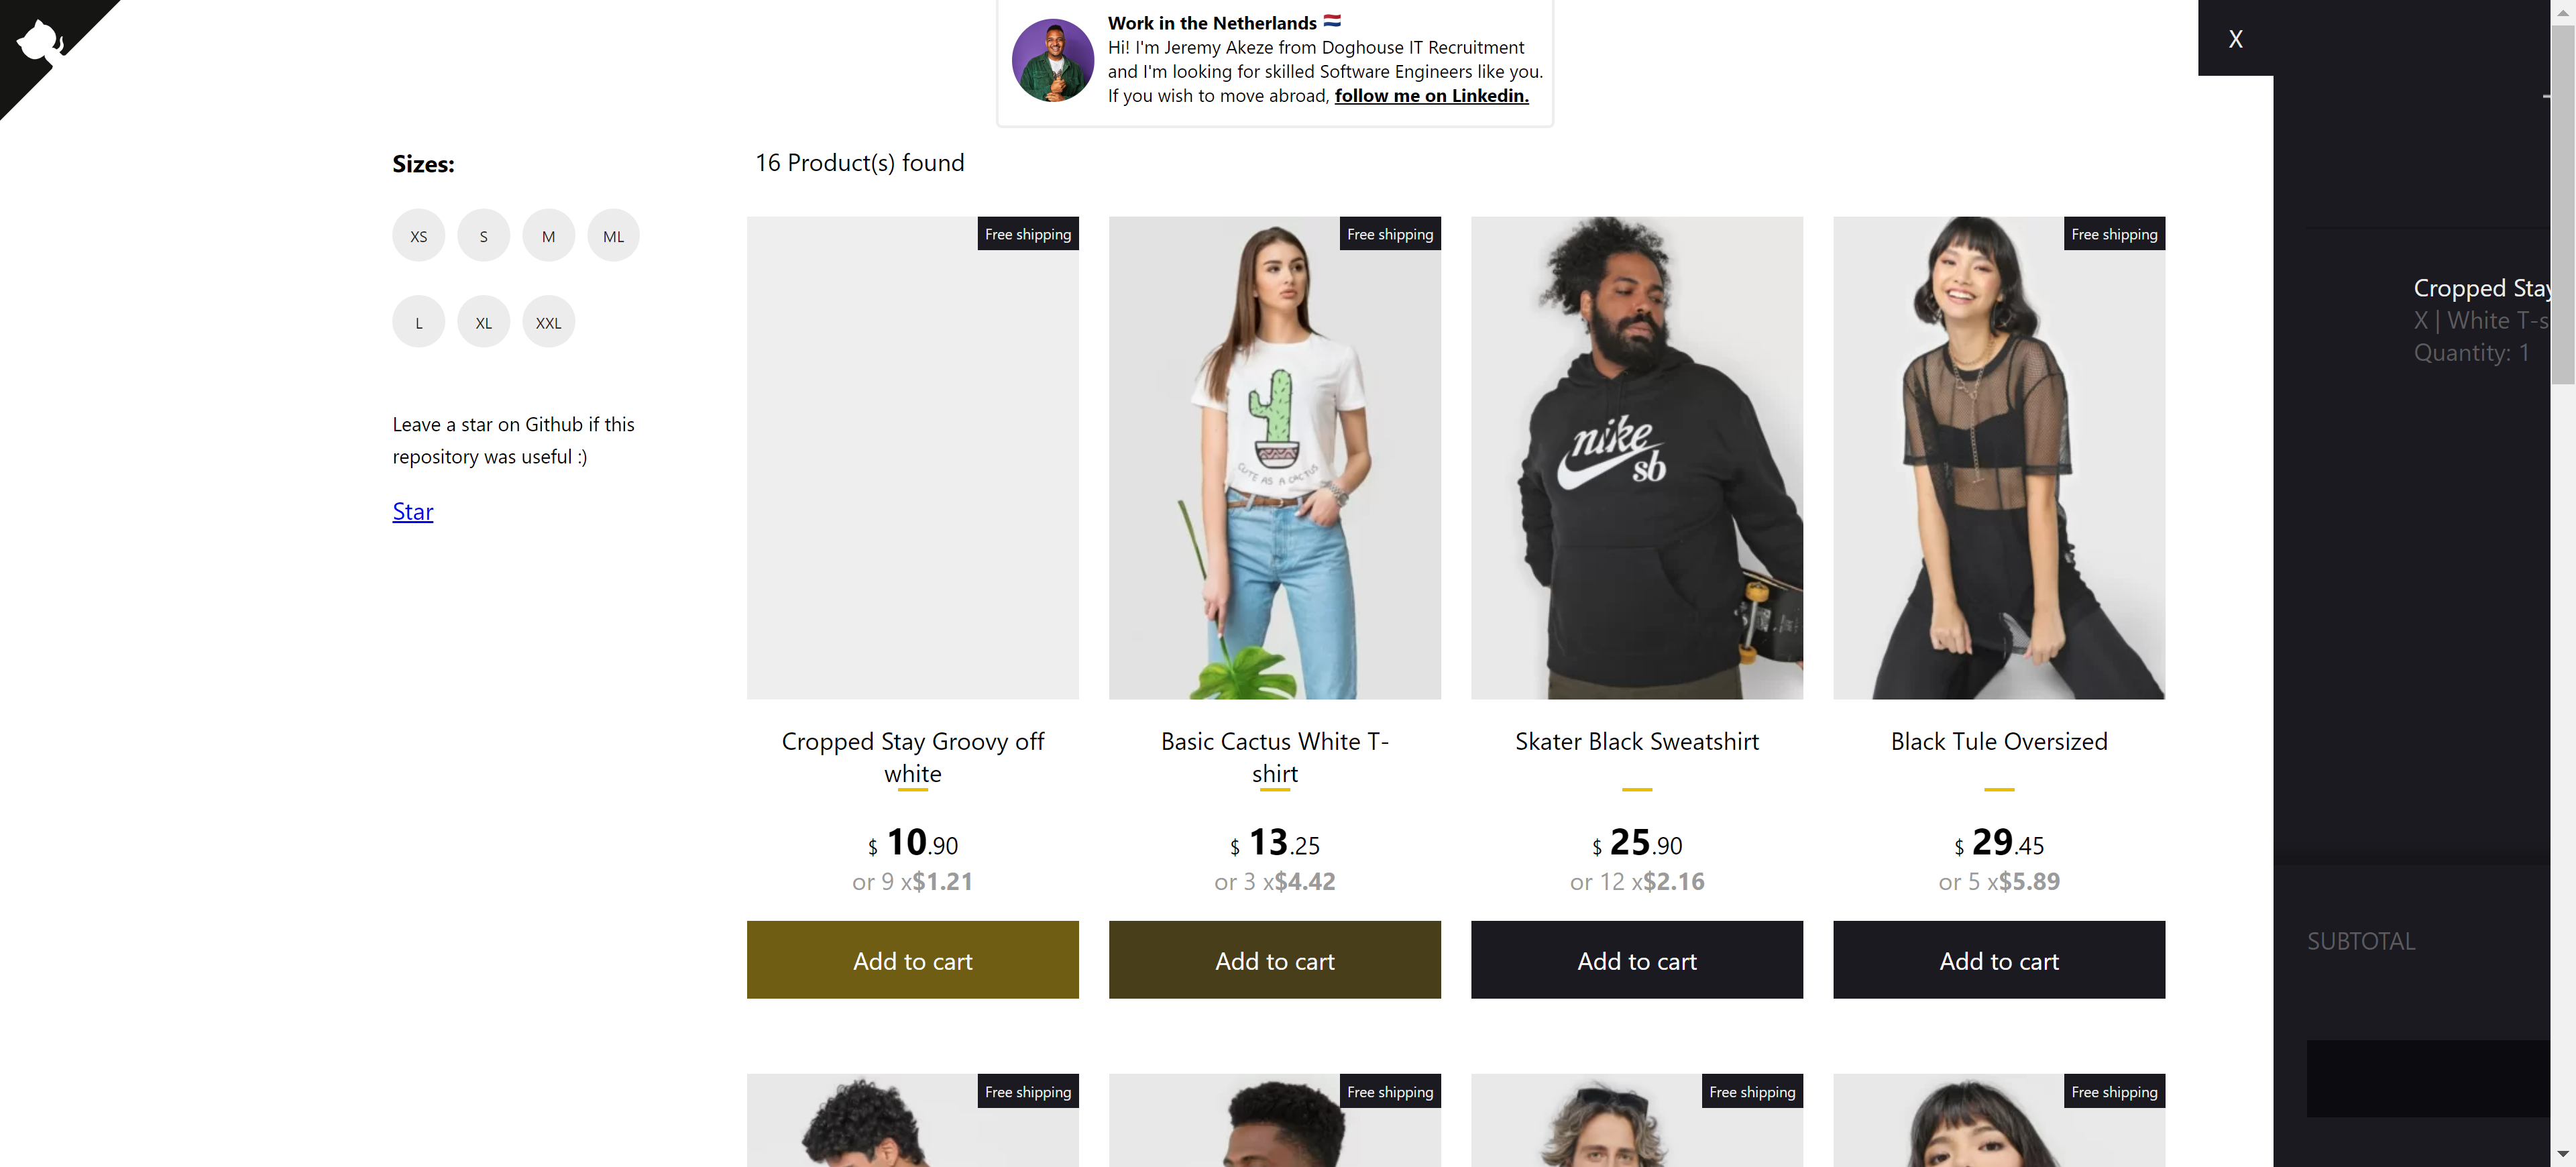 Work in the Netherlands
Hi! I'm Jeremy Akeze from Doghouse IT Recruitment
and I'm looking for skilled Software Engineers like you.
If you wish to move abroad, follow me on Linkedin.
X
Sizes:
XS
S
M
ML
L
XL
XXL
Leave a star on Github if this
repository was useful :)
Star
16 Product(s) found
Free shipping
CUTE AS A CACTUS
Free shipping
nike
sb
Free shipping
Cropped Stay Groovy off
white
$ 10.90
or 9 x$1.21
Add to cart
Basic Cactus White T-
shirt
$ 13.25
or 3 x$4.42
Add to cart
Skater Black Sweatshirt
$ 25.90
or 12 x$2.16
Add to cart
Black Tule Oversized
$ 29.45
or 5 x$5.89
Add to cart
Free shipping
Free shipping
Free shipping
Free shipping
Cropped Stay
X | White T-s
Quantity: 1
SUBTOTAL